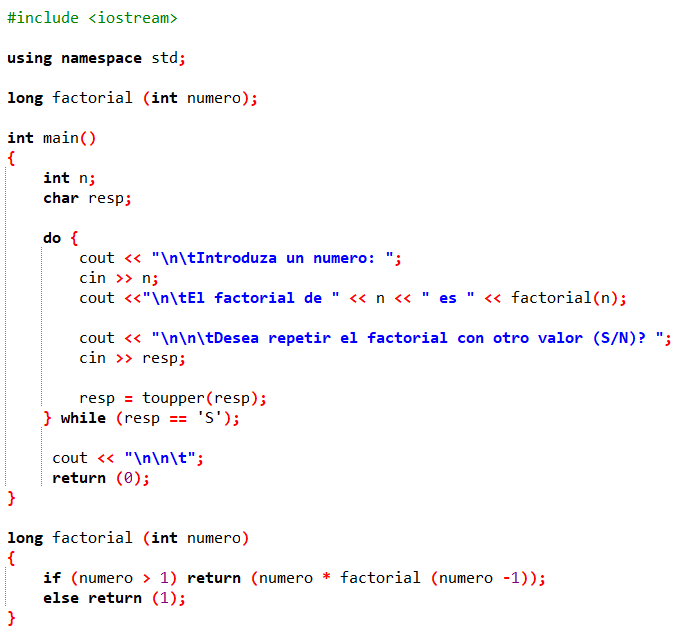 #include <iostream>
using namespace std;
long factorial (int numero);
int main()
{
int n;
char resp;
do {
cout << "\n\tIntroduza un numero: ";
cin >> n;
cout <<"\n\tEl factorial de " << n << " es " << factorial(n);
cout << "\n\n\tDesea repetir el factorial con otro valor (S/N)? ";
cin >> resp;
resp = toupper(resp);
} while (resp == 'S');
cout << "\n\n\t";
return (0);
}
long factorial (int numero)
{
if (numero > 1) return (numero * factorial (numero -1));
else return (1);
}